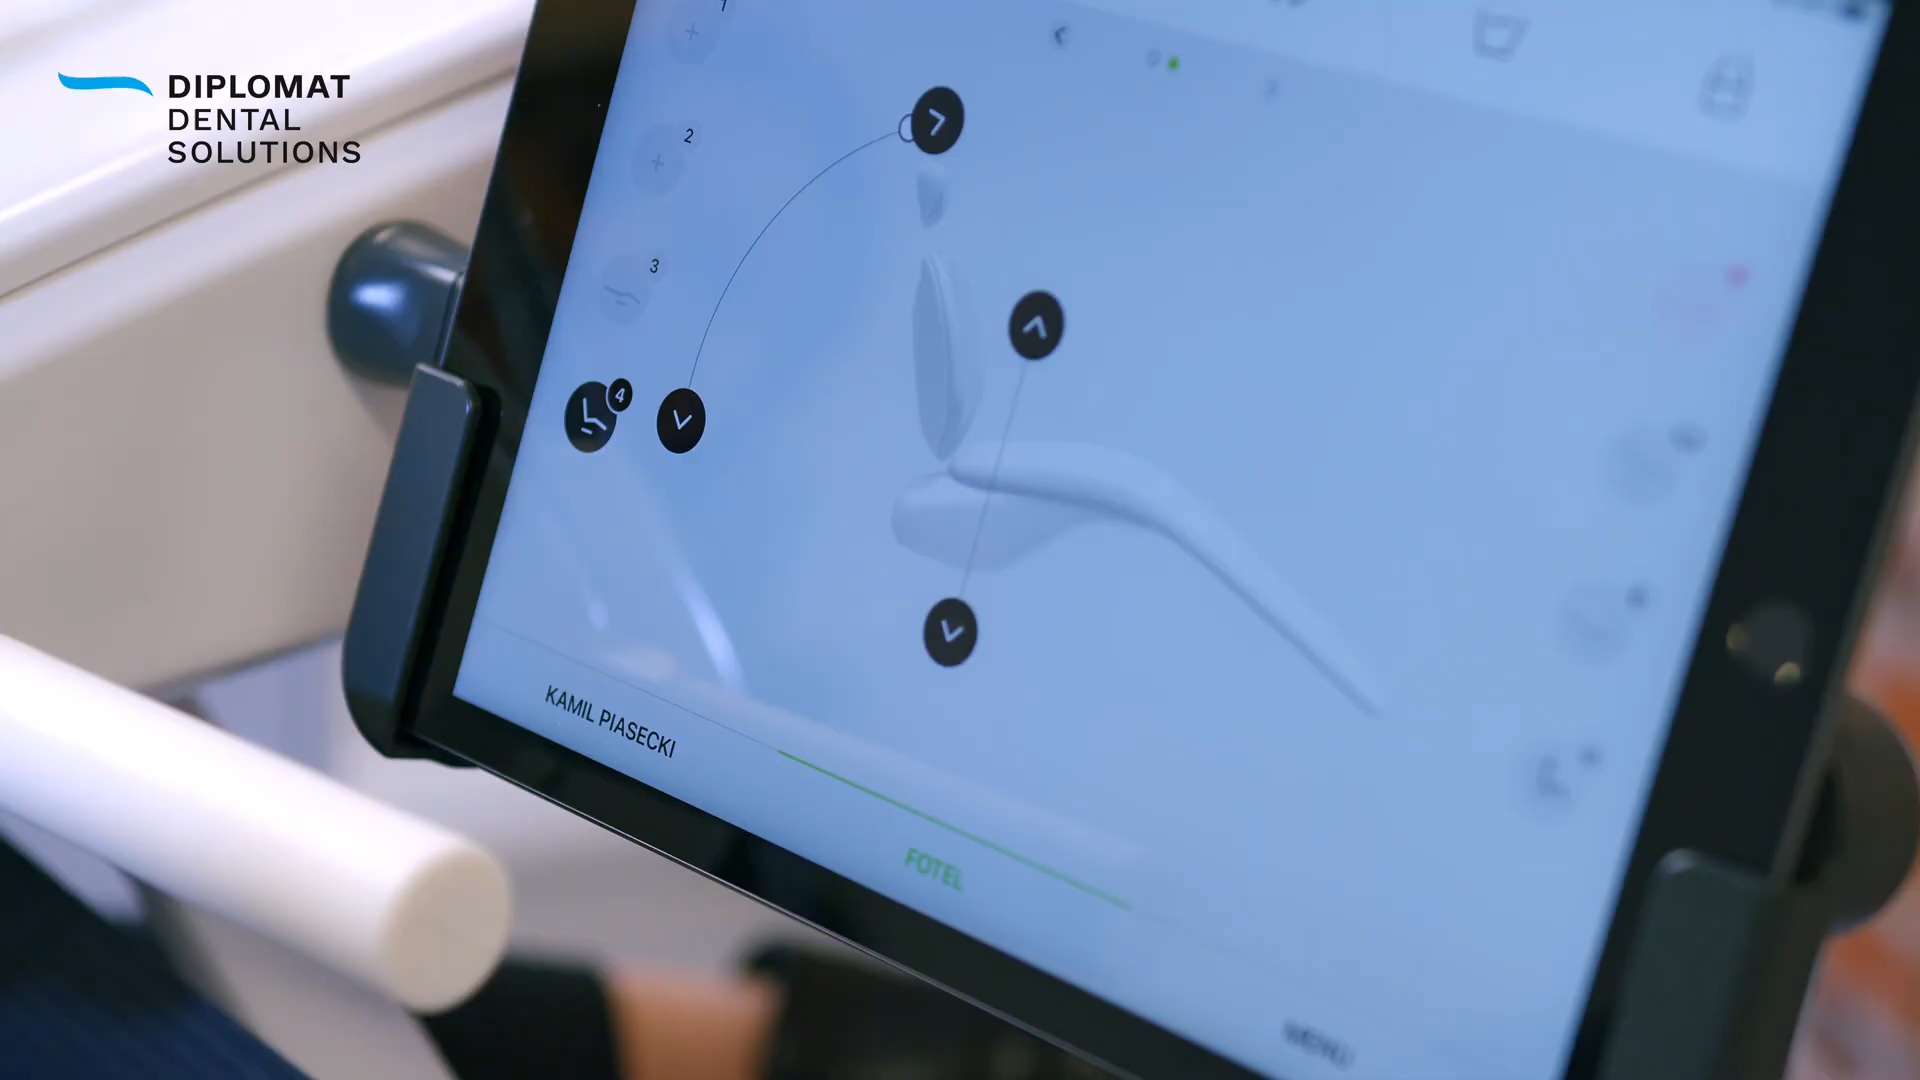 DIPLOMAT
DENTAL
SOLUTIONS
1
2
3
4
KAMIL PIASECKI
FOTEL
MENU